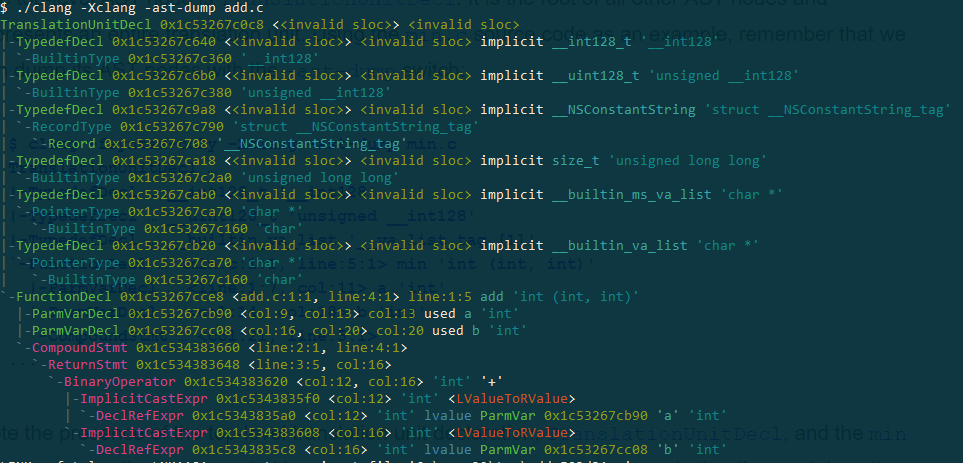 $ ./clang -Xclang -ast-dump add.c
TranslationUnitDecl 0x1c53267c0c8 <<invalid sloc>> <invalid sloc>
|-TypedefDecl 0x1c53267c640 <<invalid sloc>> <invalid sloc> implicit __int128_t '__int128'
| `-BuiltinType 0x1c53267c360 '__int128'
|-TypedefDecl 0x1c53267c6b0 <<invalid sloc>> <invalid sloc> implicit __uint128_t 'unsigned __int128'
| `-BuiltinType 0x1c53267c380 'unsigned __int128'
|-TypedefDecl 0x1c53267c9a8 <<invalid sloc>> <invalid sloc> implicit __NSConstantString 'struct __NSConstantString_tag'
| `-RecordType 0x1c53267c790 'struct __NSConstantString_tag'
|   `-Record 0x1c53267c708 '__NSConstantString_tag'
|-TypedefDecl 0x1c53267ca18 <<invalid sloc>> <invalid sloc> implicit size_t 'unsigned long long'
| `-BuiltinType 0x1c53267c2a0 'unsigned long long'
|-TypedefDecl 0x1c53267cab0 <<invalid sloc>> <invalid sloc> implicit __builtin_ms_va_list 'char *'
| `-PointerType 0x1c53267ca70 'char *'
|   `-BuiltinType 0x1c53267c160 'char'
|-TypedefDecl 0x1c53267cb20 <<invalid sloc>> <invalid sloc> implicit __builtin_va_list 'char *'
| `-PointerType 0x1c53267ca70 'char *'
|   `-BuiltinType 0x1c53267c160 'char'
`-FunctionDecl 0x1c53267cce8 <add.c:1:1, line:4:1> line:1:5 add 'int (int, int)'
  |-ParmVarDecl 0x1c53267cb90 <col:9, col:13> col:13 used a 'int'
  |-ParmVarDecl 0x1c53267cc08 <col:16, col:20> col:20 used b 'int'
  `-CompoundStmt 0x1c534383660 <line:2:1, line:4:1>
    `-ReturnStmt 0x1c534383648 <line:3:5, col:16>
      `-BinaryOperator 0x1c534383620 <col:12, col:16> 'int' '+'
        |-ImplicitCastExpr 0x1c5343835f0 <col:12> 'int' <LValueToRValue>
        | `-DeclRefExpr 0x1c5343835a0 <col:12> 'int' lvalue ParmVar 0x1c53267cb90 'a' 'int'
        `-ImplicitCastExpr 0x1c534383608 <col:16> 'int' <LValueToRValue>
          `-DeclRefExpr 0x1c5343835c8 <col:16> 'int' lvalue ParmVar 0x1c53267cc08 'b' 'int'